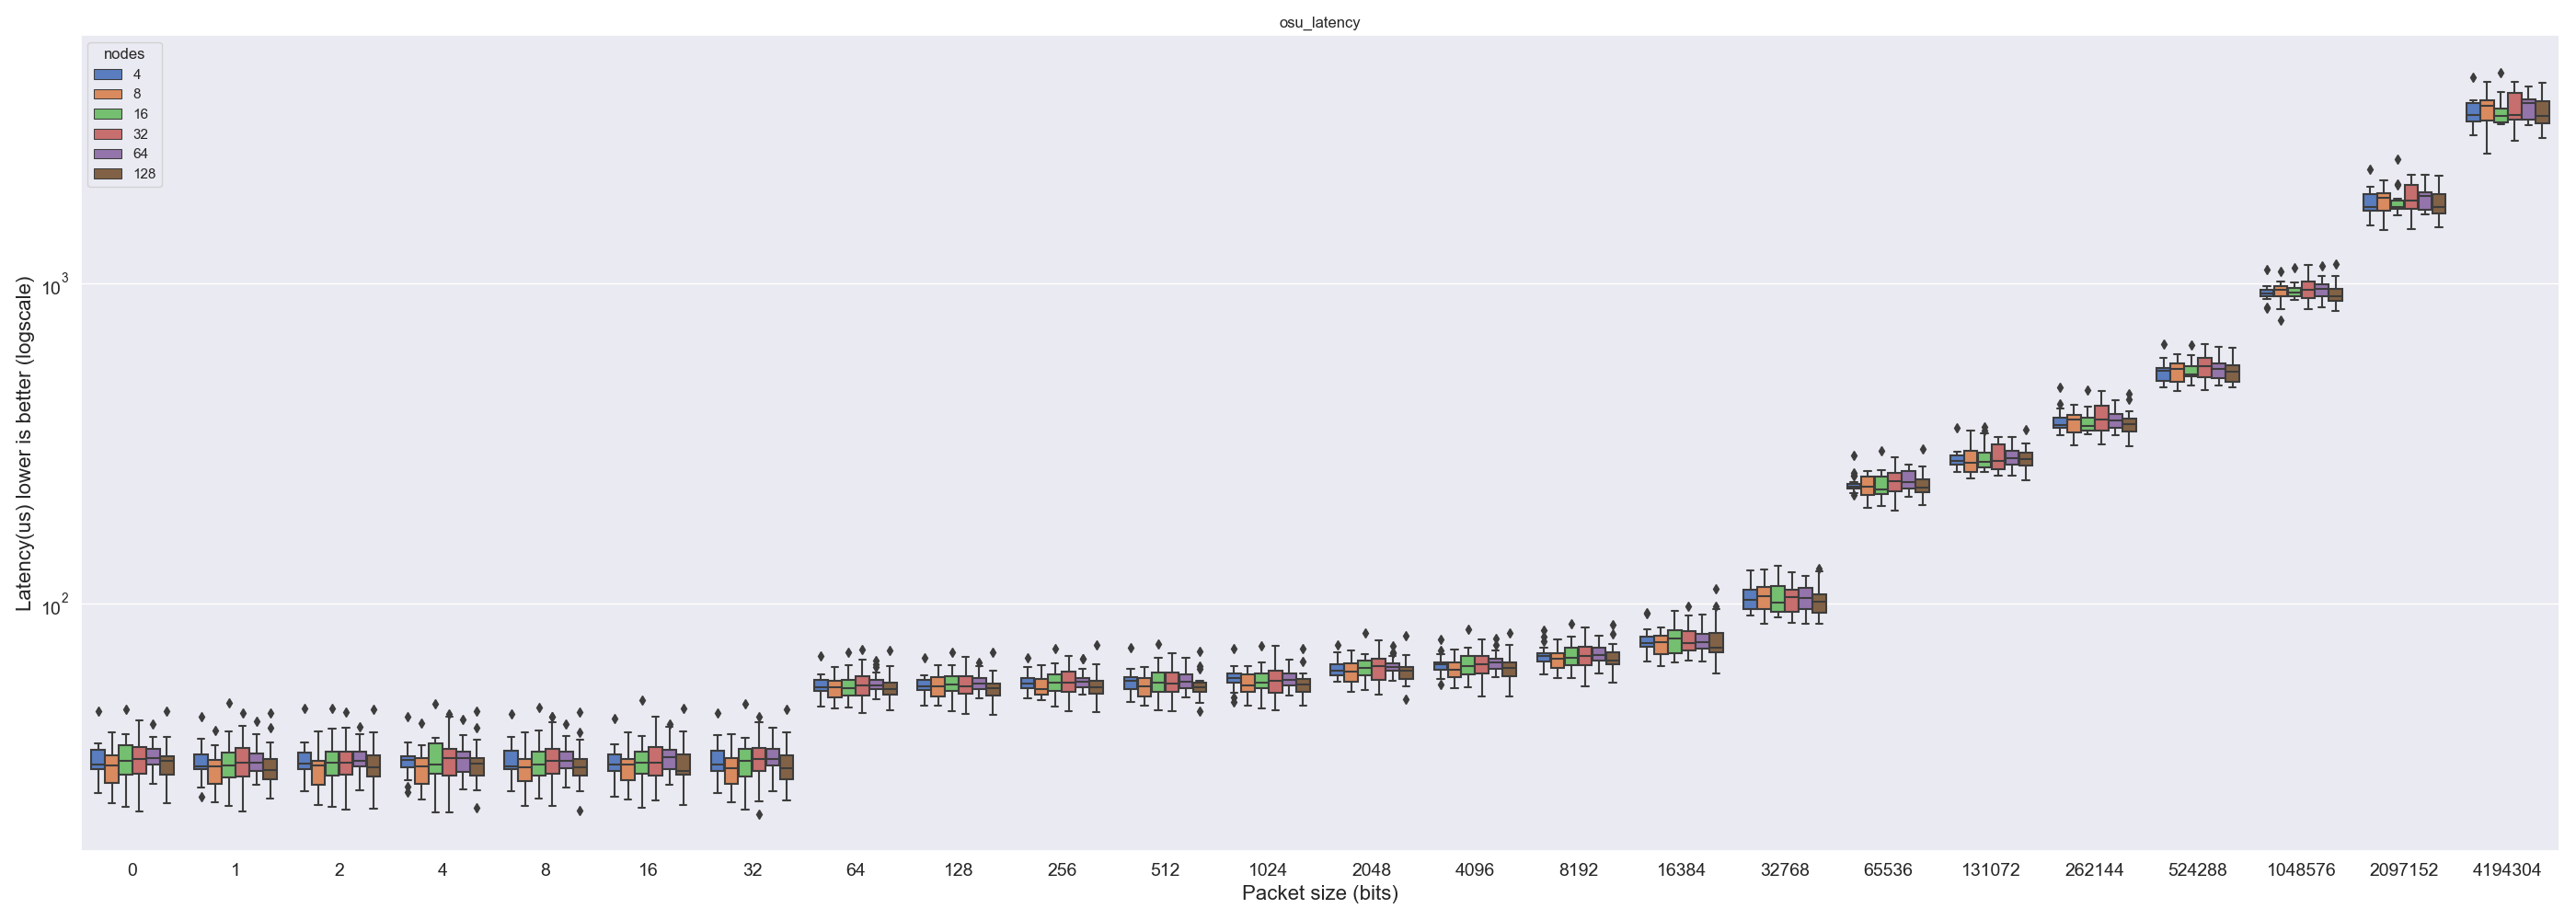 osu_latency
nodes
4
8
16
32
64
128
Latency(us) lower is better (logscale)
10^3
10^2
0 1 2 4 8 16 32 64 128 256 512 1024 2048 4096 8192 16384 32768 65536 131072 262144 524288 1048576 2097152 4194304
Packet size (bits)